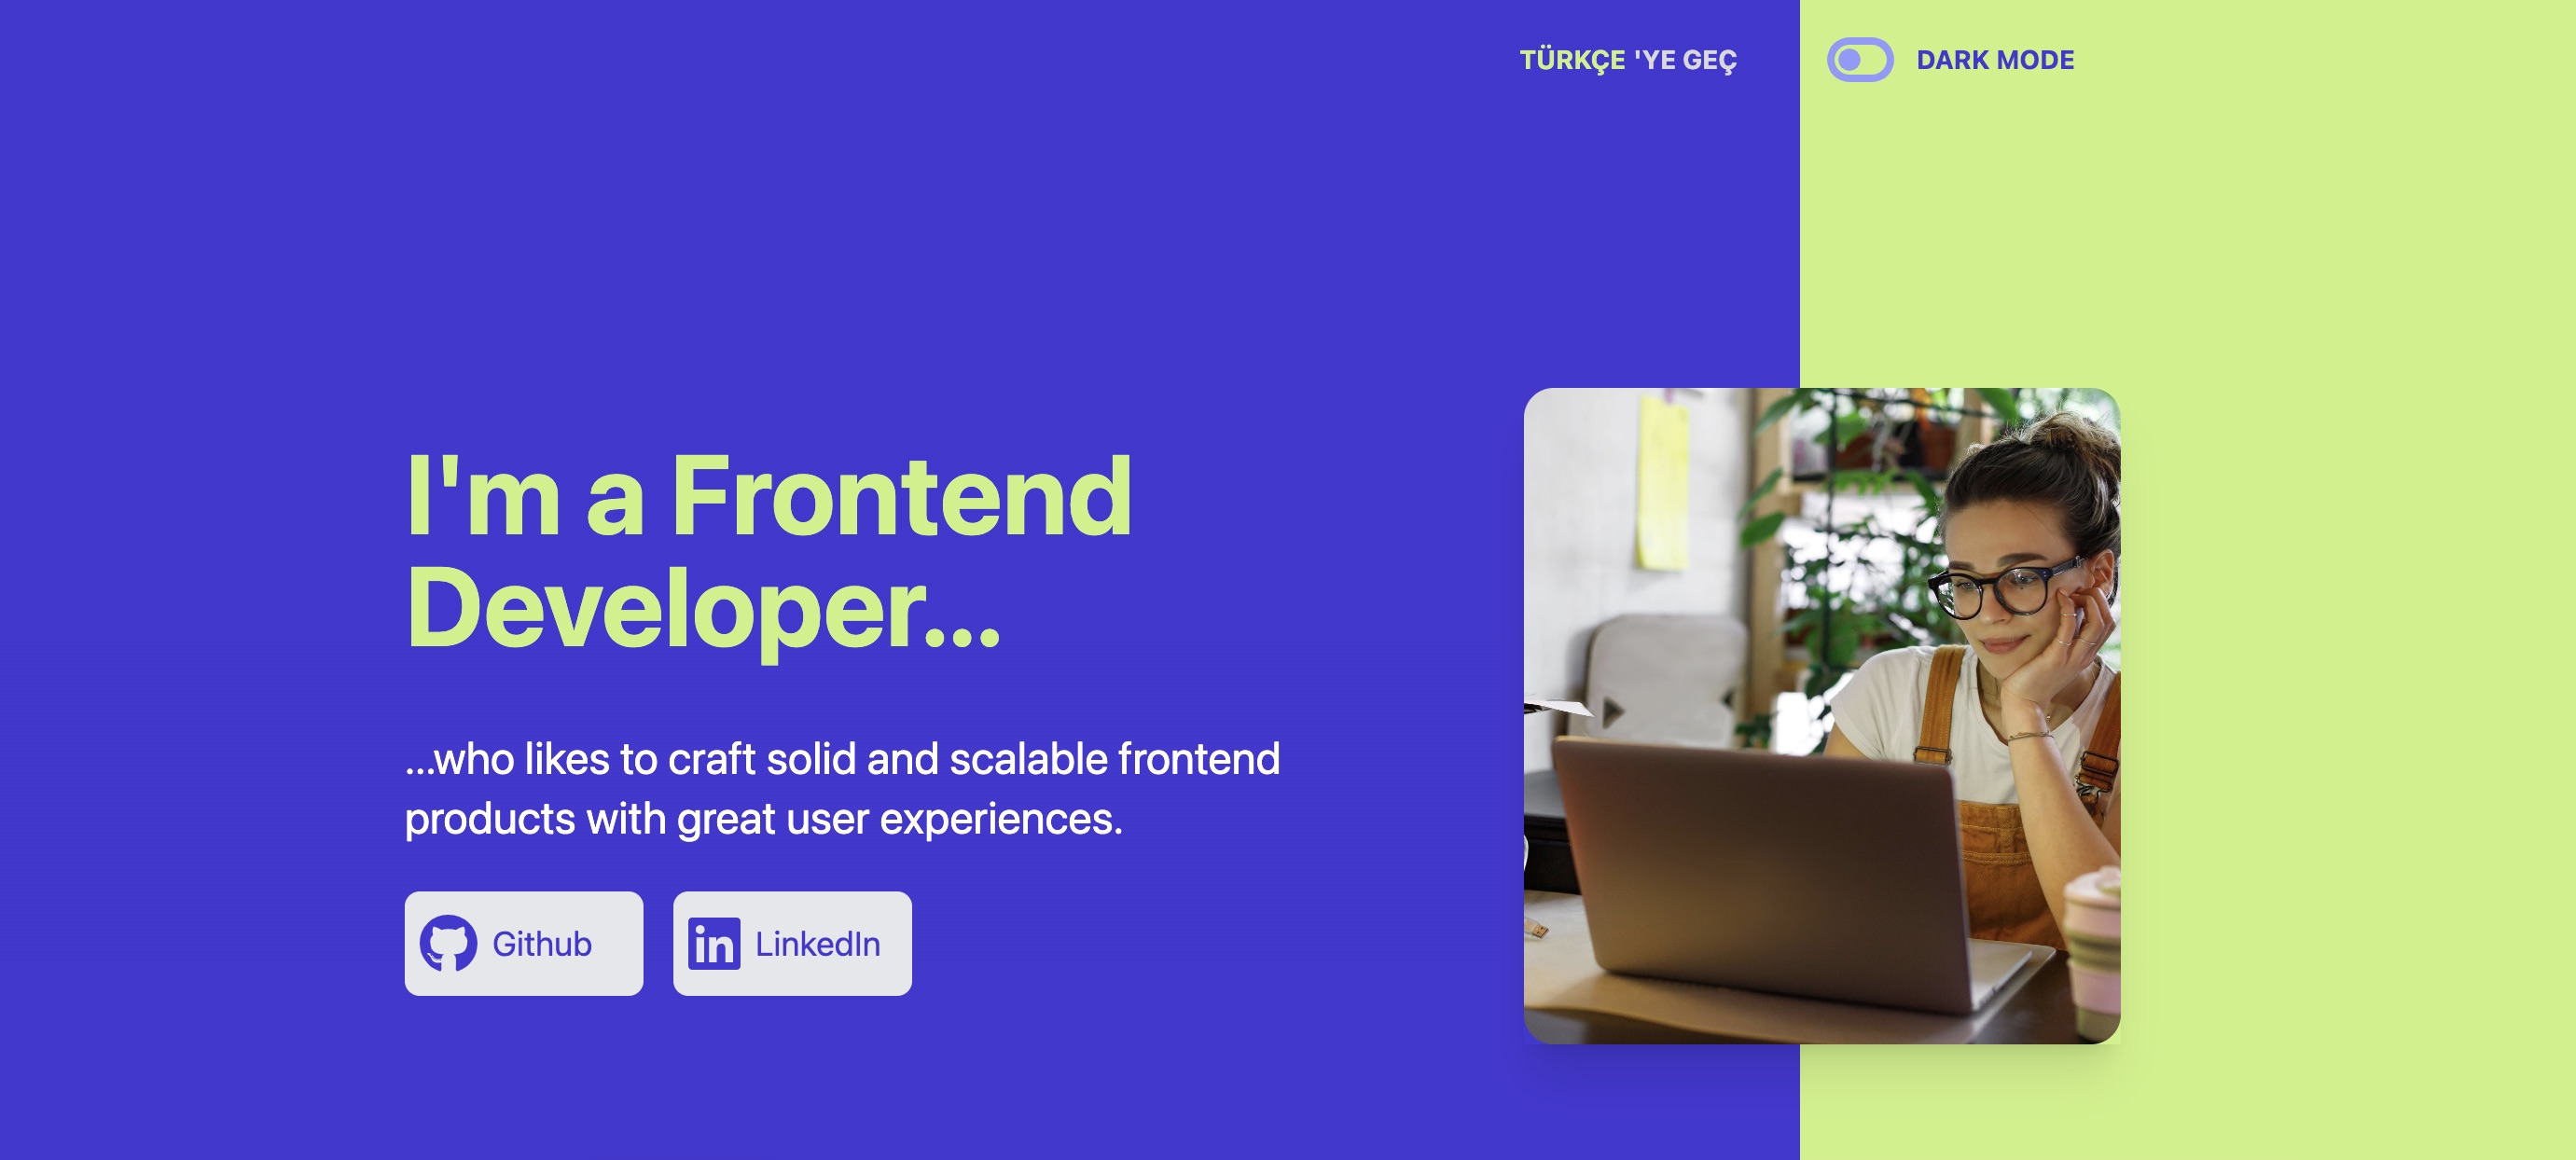 TÜRKÇE 'YE GEÇ
DARK MODE
I'm a Frontend
Developer...
...who likes to craft solid and scalable frontend
products with great user experiences.
Github
LinkedIn